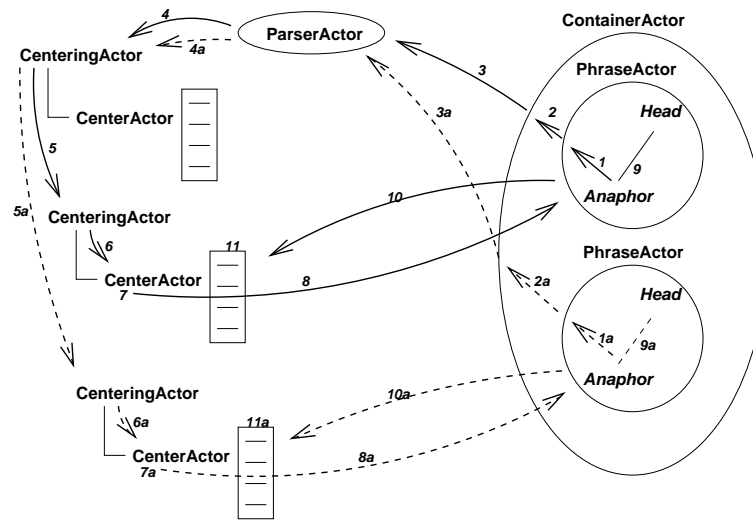 4
ContainerActor
ParserActor
4a
CenteringActor
3
PhraseActor
2
Head
CenterActor
3a
1
9
5
Anaphor
10
5a
CenteringActor
6
11
PhraseActor
CenterActor
8
7
2a
Head
1a
9a
Anaphor
CenteringActor
10a
6a
11a
CenterActor
8a
7a